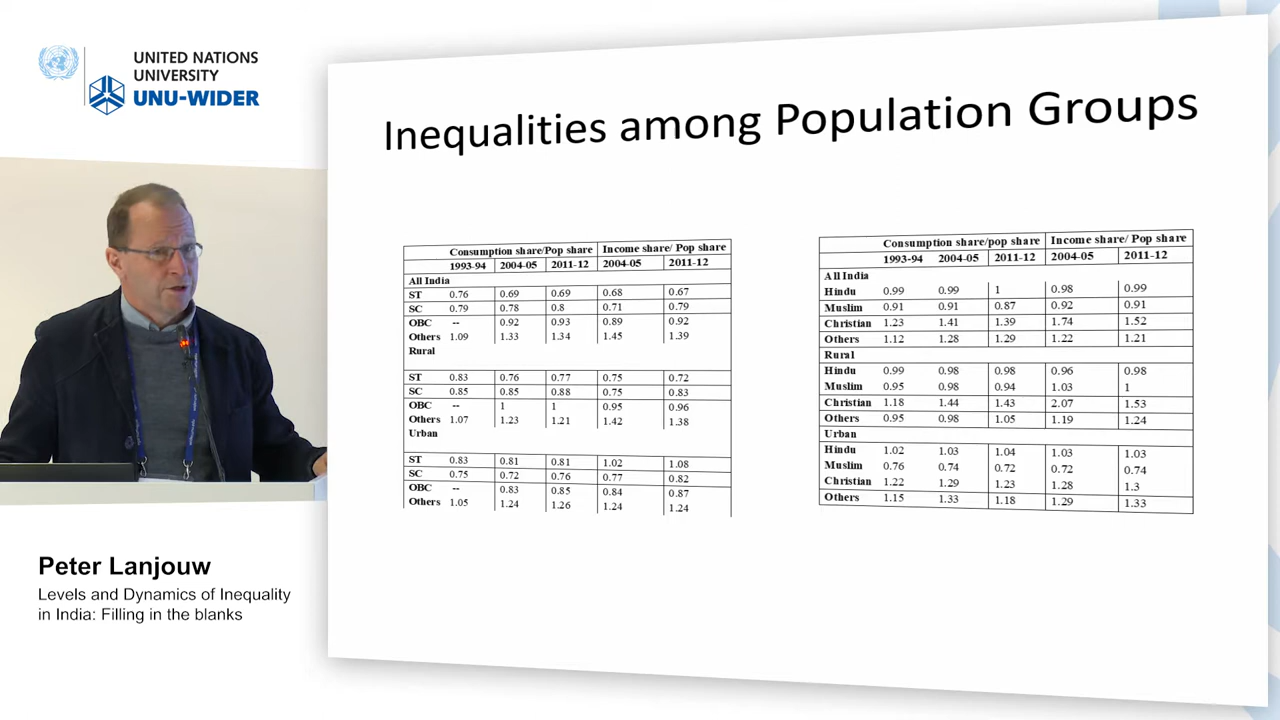 UNITED NATIONS
UNIVERSITY
UNU-WIDER
Inequalities among Population Groups
Consumption share/Pop share Income share/ Pop share
1993-94 2004-05 2011-12 2004-05 2011-12
All India
ST 0.76 0.69 0.69 0.68 0.67
SC 0.79 0.78 0.8 0.71 0.79
OBC -- 0.92 0.93 0.89 0.92
Others 1.09 1.33 1.34 1.45 1.39
Rural
ST 0.83 0.76 0.77 0.75 0.72
SC 0.85 0.85 0.88 0.75 0.83
OBC -- 1 1 0.95 0.96
Others 1.07 1.23 1.21 1.42 1.38
Urban
ST 0.83 0.81 0.81 1.02 1.08
SC 0.75 0.72 0.76 0.77 0.82
OBC -- 0.83 0.85 0.84 0.87
Others 1.05 1.24 1.26 1.24 1.24
Consumption share/pop share Income share/ Pop share
1993-94 2004-05 2011-12 2004-05 2011-12
All India
Hindu 0.99 0.99 1 0.98 0.99
Muslim 0.91 0.91 0.87 0.92 0.91
Christian 1.23 1.41 1.39 1.74 1.52
Others 1.12 1.28 1.29 1.22 1.21
Rural
Hindu 0.99 0.98 0.98 0.96 0.98
Muslim 0.95 0.98 0.94 1.03 1
Christian 1.18 1.44 1.43 2.07 1.53
Others 0.95 0.98 1.05 1.19 1.24
Urban
Hindu 1.02 1.03 1.04 1.03 1.03
Muslim 0.76 0.74 0.72 0.72 0.74
Christian 1.22 1.29 1.23 1.28 1.3
Others 1.15 1.33 1.18 1.29 1.33
Peter Lanjouw
Levels and Dynamics of Inequality
in India: Filling in the blanks